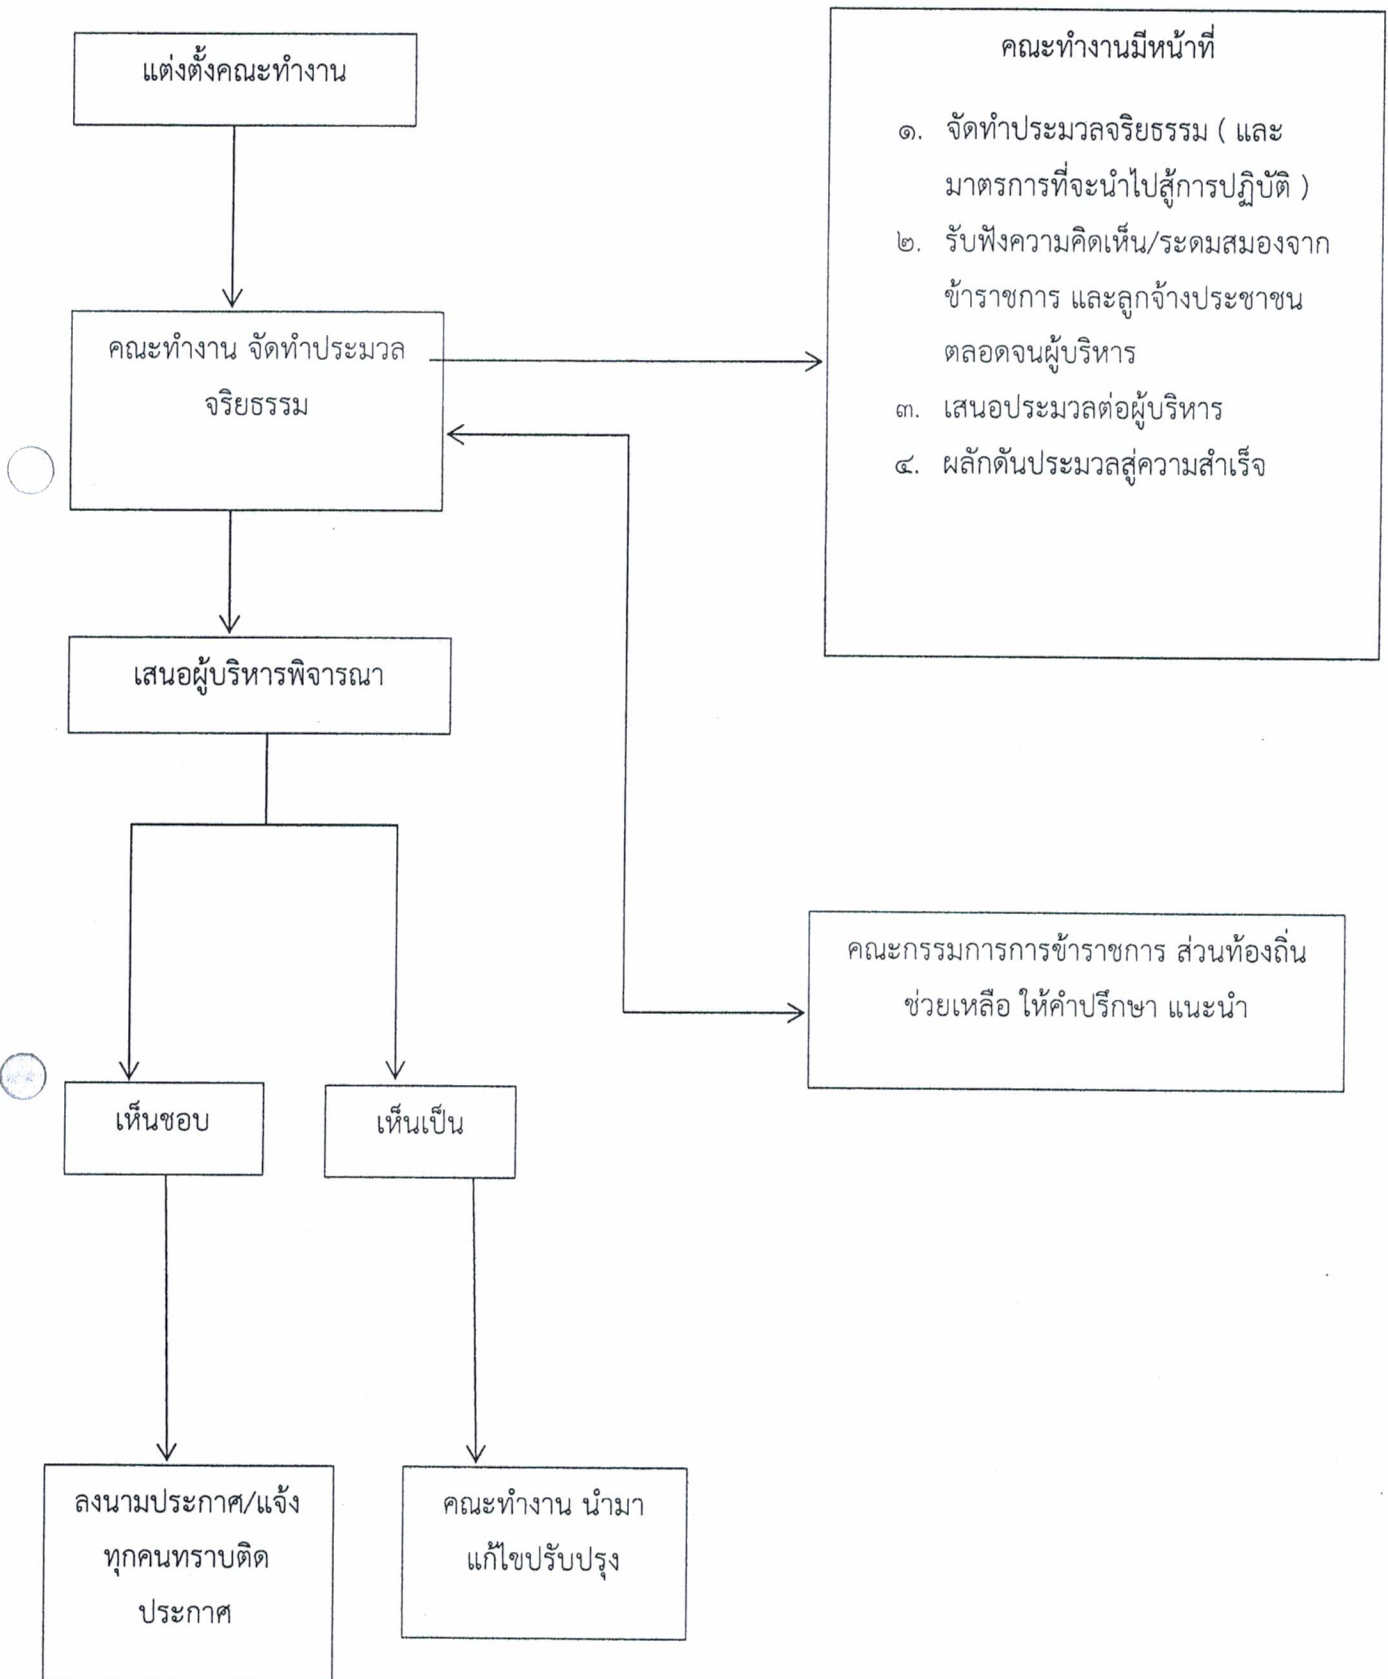 แต่งตั้งคณะทำงาน
คณะทำงาน จัดทำประมวล
จริยธรรม
คณะทำงานมีหน้าที่
๑. จัดทำประมวลจริยธรรม ( และ
มาตรการที่จะนำไปสู้การปฏิบัติ )
๒. รับฟังความคิดเห็น/ระดมสมองจาก
ข้าราชการ และลูกจ้างประชาชน
ตลอดจนผู้บริหาร
๓. เสนอประมวลต่อผู้บริหาร
๔. ผลักดันประมวลสู่ความสำเร็จ
เสนอผู้บริหารพิจารณา
คณะกรรมการการข้าราชการ ส่วนท้องถิ่น
ช่วยเหลือ ให้คำปรึกษา แนะนำ
เห็นชอบ
เห็นเป็น
ลงนามประกาศ/แจ้ง
ทุกคนทราบติด
ประกาศ
คณะทำงาน นำมา
แก้ไขปรับปรุง